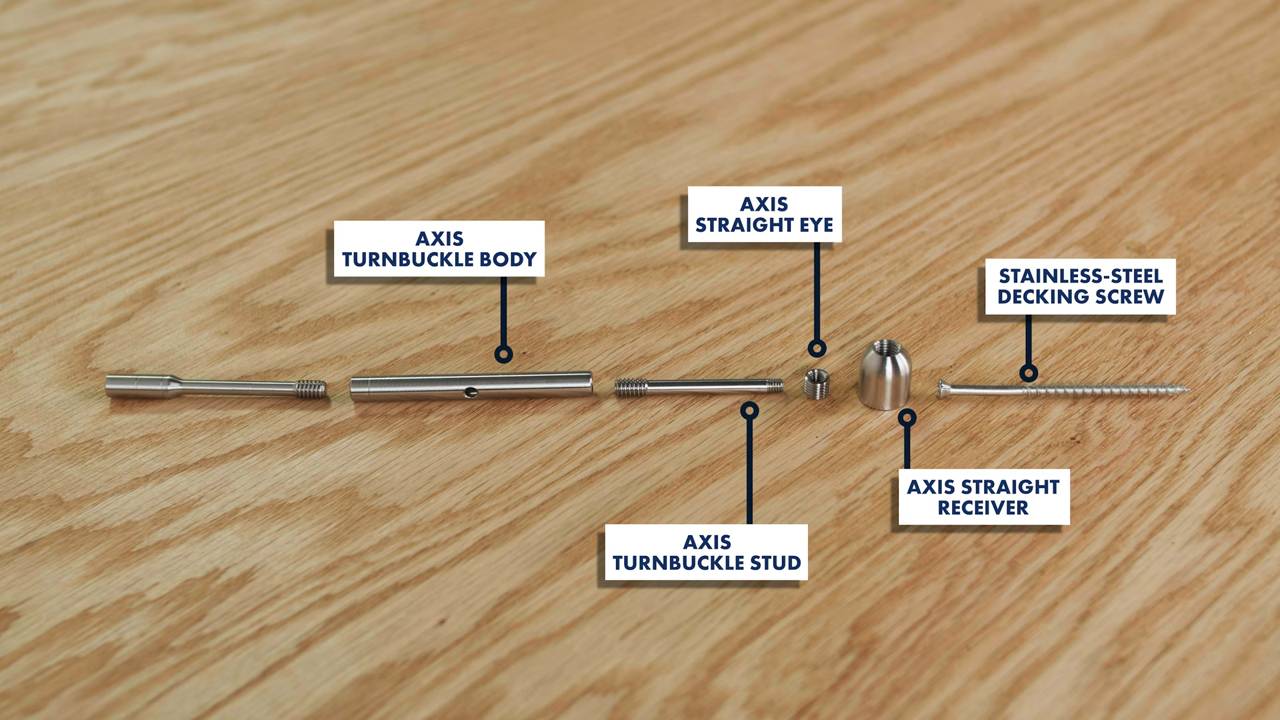 AXIS
TURNBUCKLE BODY
AXIS
STRAIGHT EYE
STAINLESS-STEEL
DECKING SCREW
AXIS
TURNBUCKLE STUD
AXIS STRAIGHT
RECEIVER